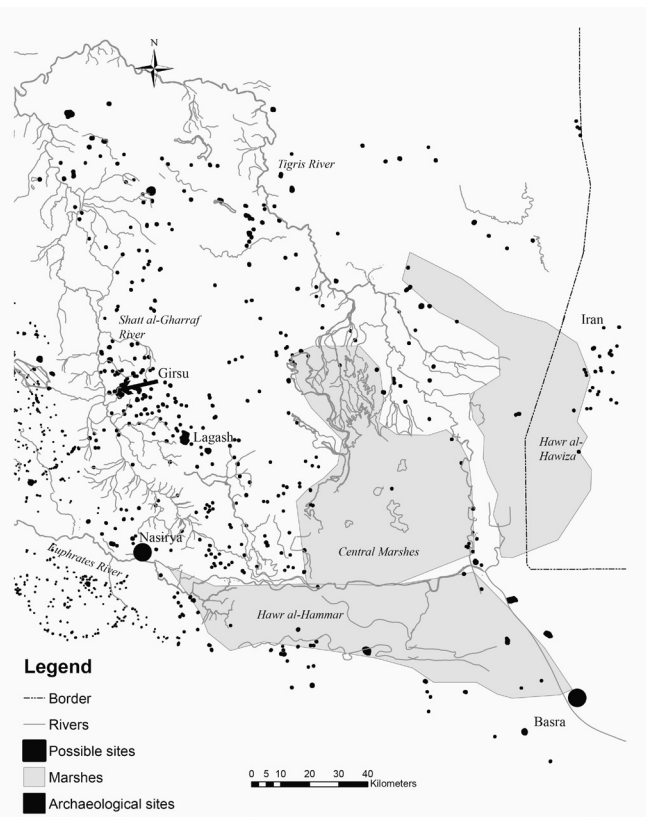 N
Tigris River
Shatt al-Gharraf
River
Iran
Girsu
Lagash
Hawr al-
Hawiza
Nasirya
Central Marshes
Euphrates River
Hawr al-Hammar
Legend
Border
Rivers
Possible sites
Marshes
Archaeological sites
Basra
0 5 10 20 30 40
Kilometers